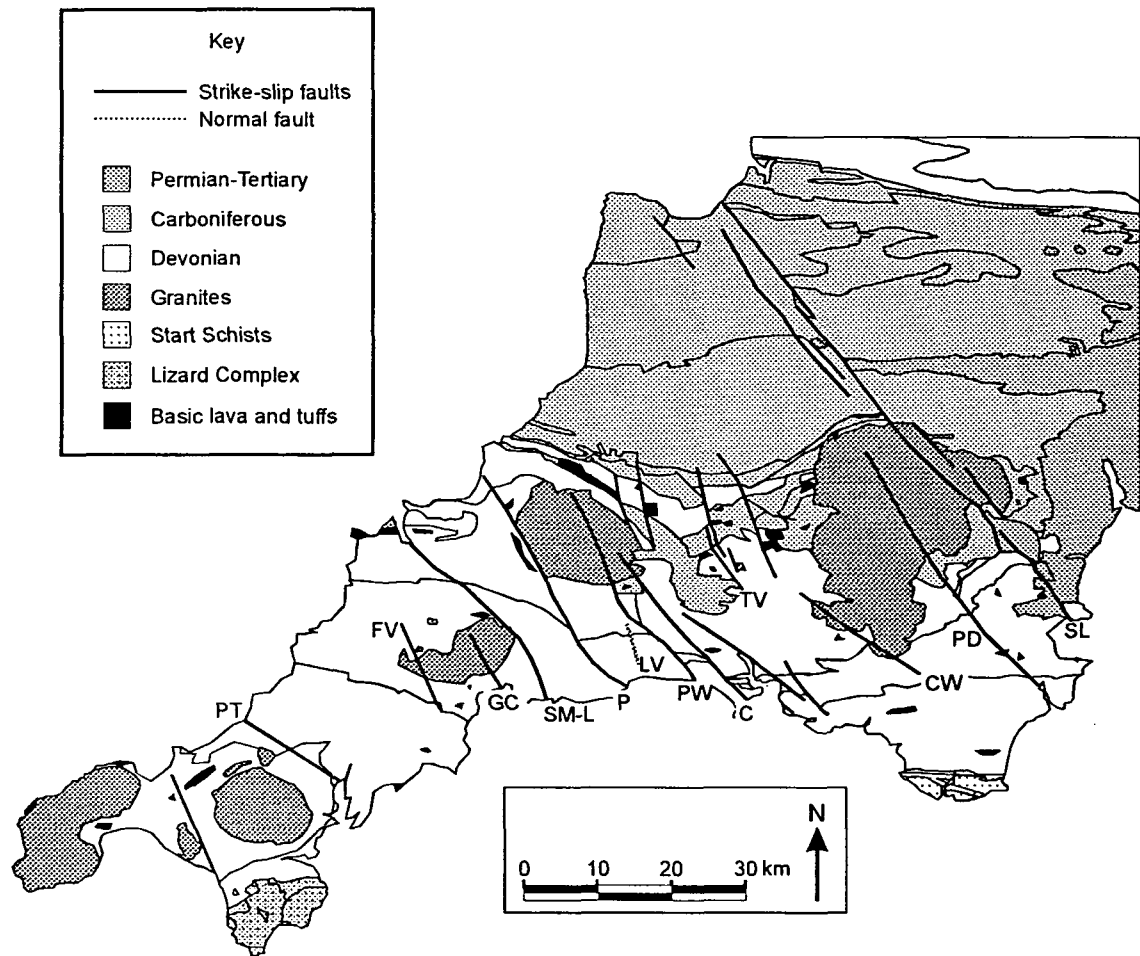 Key
Strike-slip faults
Normal fault
Permian-Tertiary
Carboniferous
Devonian
Granites
Start Schists
Lizard Complex
Basic lava and tuffs
TV
FV
PD
SL
LV
CW
GC
SM-L
P
PW
C
PT
N
0 10 20 30 km